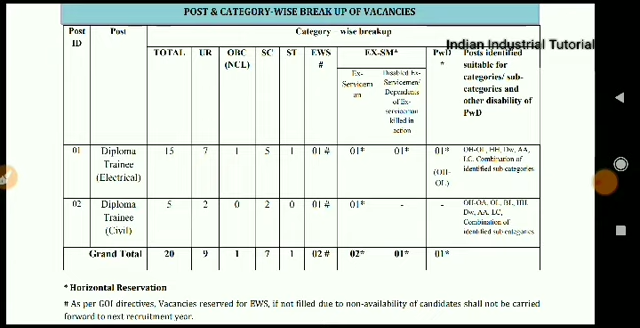 POST & CATEGORY-WISE BREAK UP OF VACANCIES
Post ID Post Category wise breakup
Indian Industrial Tutorial
TOTAL UR OBC (NCL) SC ST EWS # EX-SM* PwD * Posts identified suitable for categories/ sub-categories and other disability of PwD
Ex-Servicem an Disabled Ex-Servicemen/ Dependents of Ex-serviceman killed in action
01 Diploma Trainee (Electrical) 15 7 1 5 1 01 # 01* 01* 01* (OH-OL) OH-OL, HH, Dw, AA, LC, Combination of identified sub categories
02 Diploma Trainee (Civil) 5 2 0 2 0 01 # 01* - - OH-OA, OL, BL, HH, Dw, AA, LC, Combination of identified sub categories
Grand Total 20 9 1 7 1 02 # 02* 01* 01*
* Horizontal Reservation
# As per GOI directives, Vacancies reserved for EWS, if not filled due to non-availability of candidates shall not be carried
forward to next recruitment year.